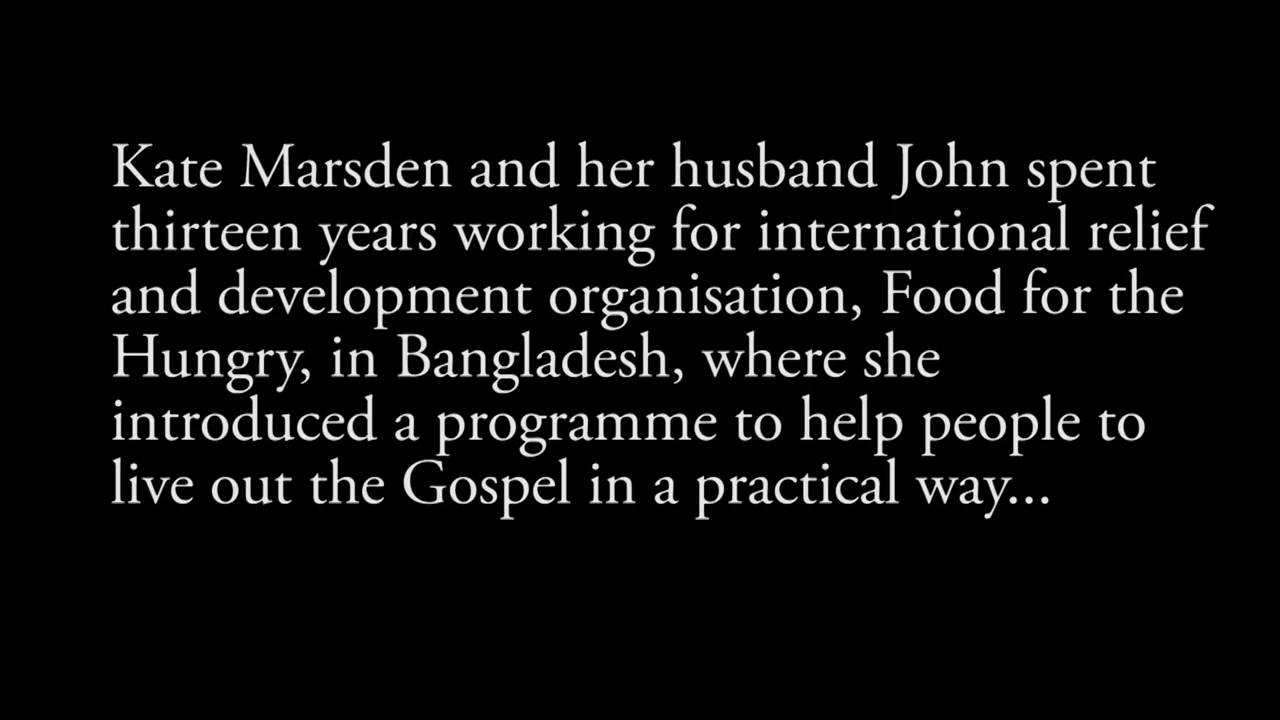 Kate Marsden and her husband John spent
thirteen years working for international relief
and development organisation, Food for the
Hungry, in Bangladesh, where she
introduced a programme to help people to
live out the Gospel in a practical way...